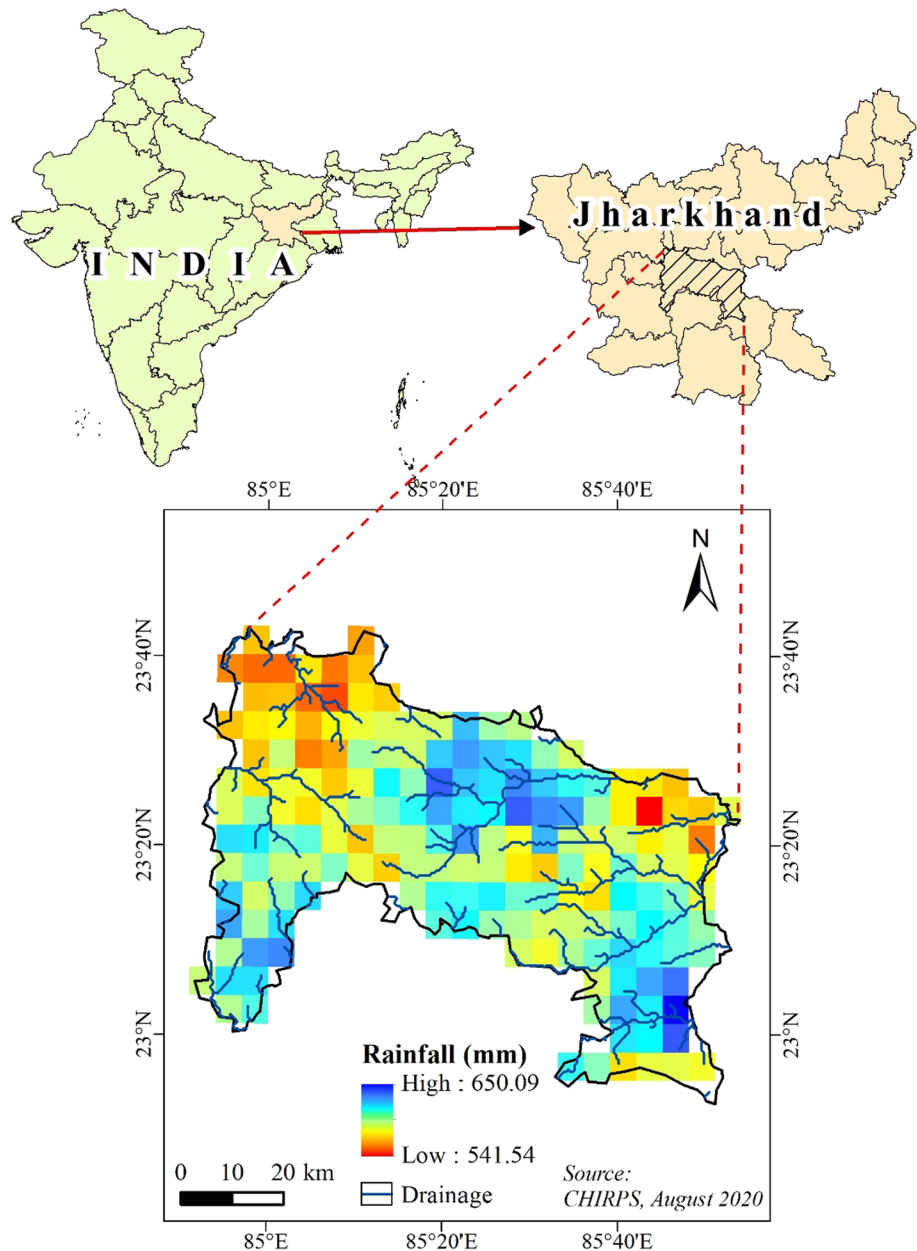 I N D I A
Jharkhand
85°E 85°20'E 85°40'E
N
23°40'N 23°40'N
23°20'N 23°20'N
23°N 23°N
Rainfall (mm)
High : 650.09
Low : 541.54
0 10 20 km
Drainage
Source:
CHIRPS, August 2020
85°E 85°20'E 85°40'E